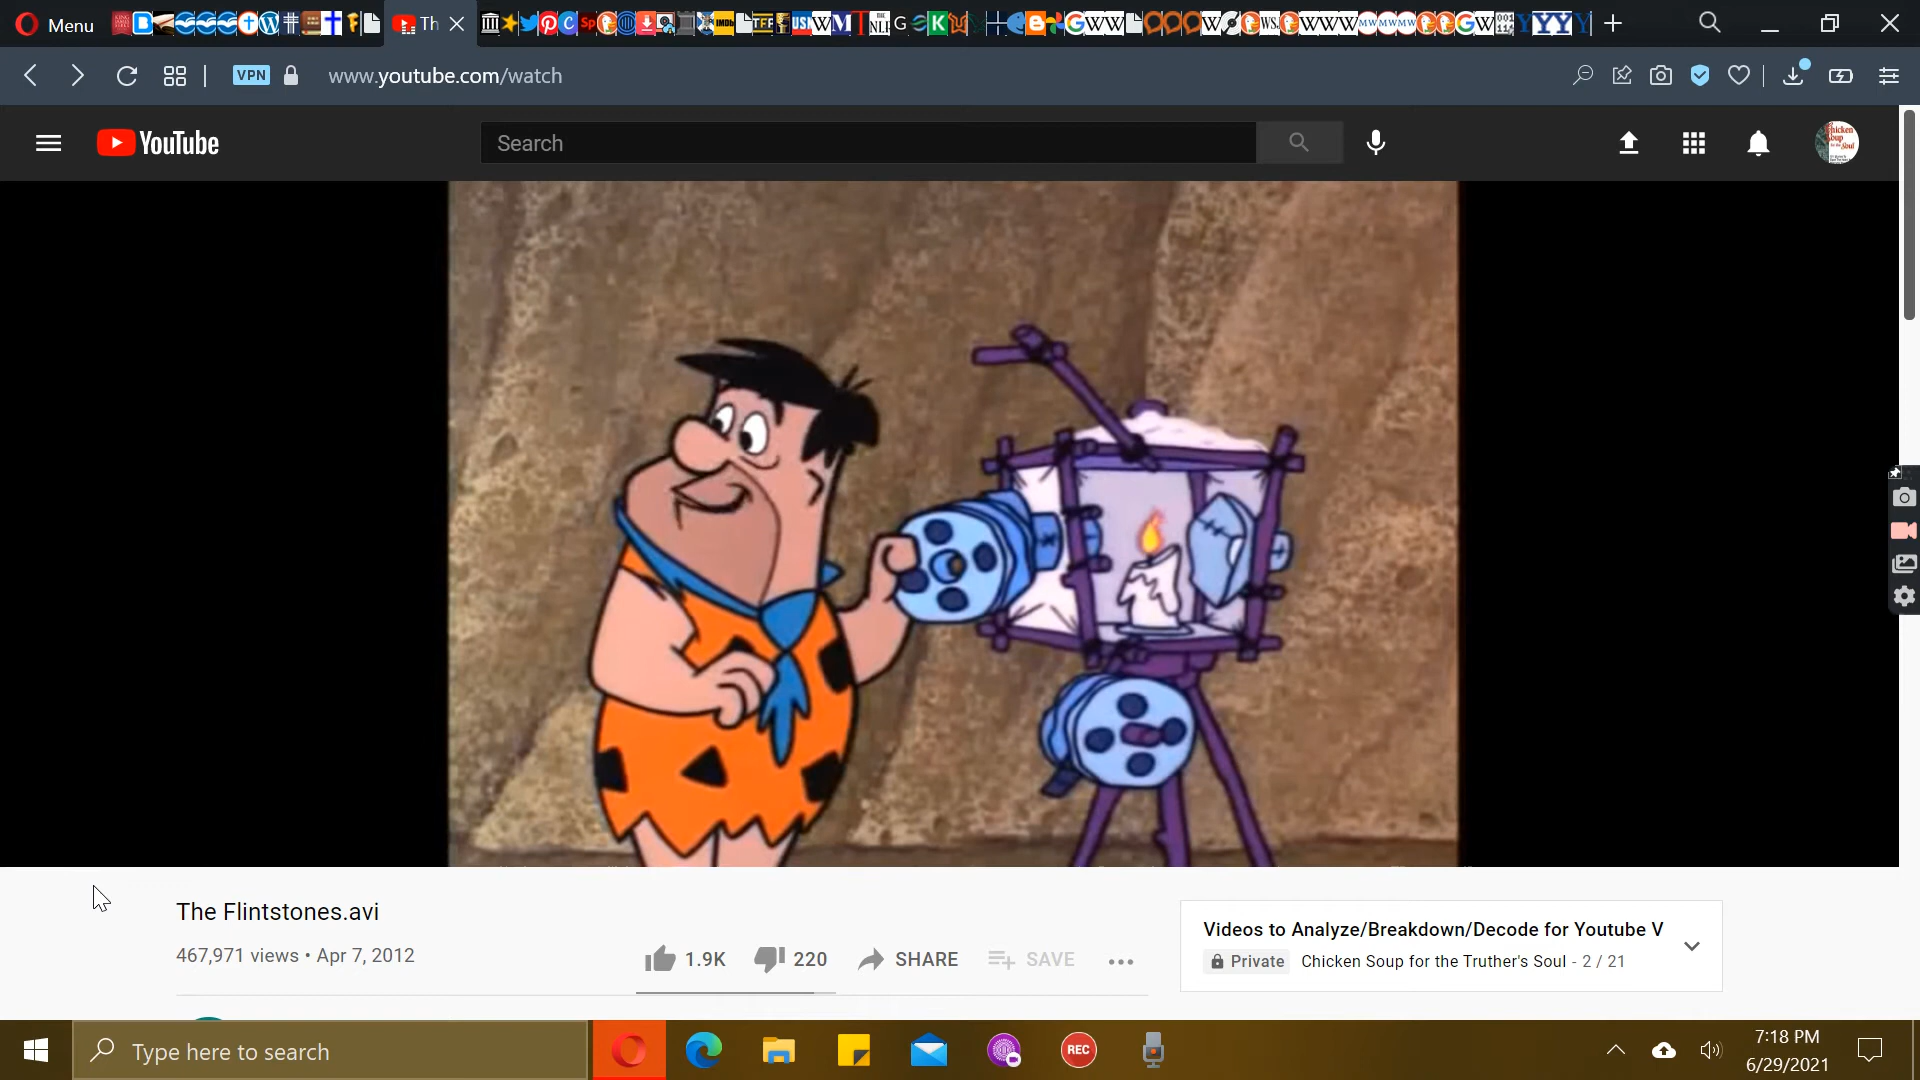 Menu
Th
VPN
www.youtube.com/watch
YouTube
Search
The Flintstones.avi
467,971 views • Apr 7, 2012
1.9K
220
SHARE
SAVE
Videos to Analyze/Breakdown/Decode for Youtube V
Private
Chicken Soup for the Truther's Soul - 2 / 21
Type here to search
REC
7:18 PM
6/29/2021